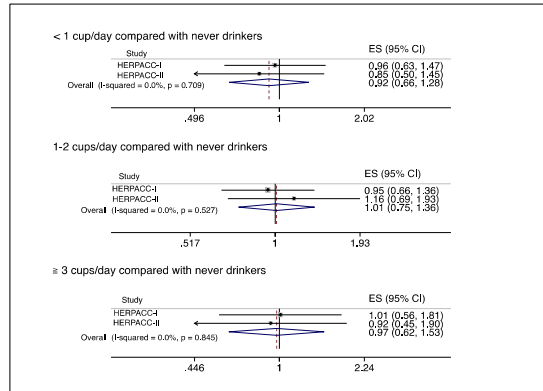 < 1 cup/day compared with never drinkers
Study ES (95% CI)
HERPACC-I 0.96 (0.63, 1.47)
HERPACC-II 0.85 (0.50, 1.45)
Overall (I-squared = 0.0%, p = 0.709) 0.92 (0.66, 1.28)
.496 1 2.02
1-2 cups/day compared with never drinkers
Study ES (95% CI)
HERPACC-I 0.95 (0.66, 1.36)
HERPACC-II 1.16 (0.69, 1.93)
Overall (I-squared = 0.0%, p = 0.527) 1.01 (0.75, 1.36)
.517 1 1.93
≧ 3 cups/day compared with never drinkers
Study ES (95% CI)
HERPACC-I 1.01 (0.56, 1.81)
HERPACC-II 0.92 (0.45, 1.90)
Overall (I-squared = 0.0%, p = 0.845) 0.97 (0.62, 1.53)
.446 1 2.24